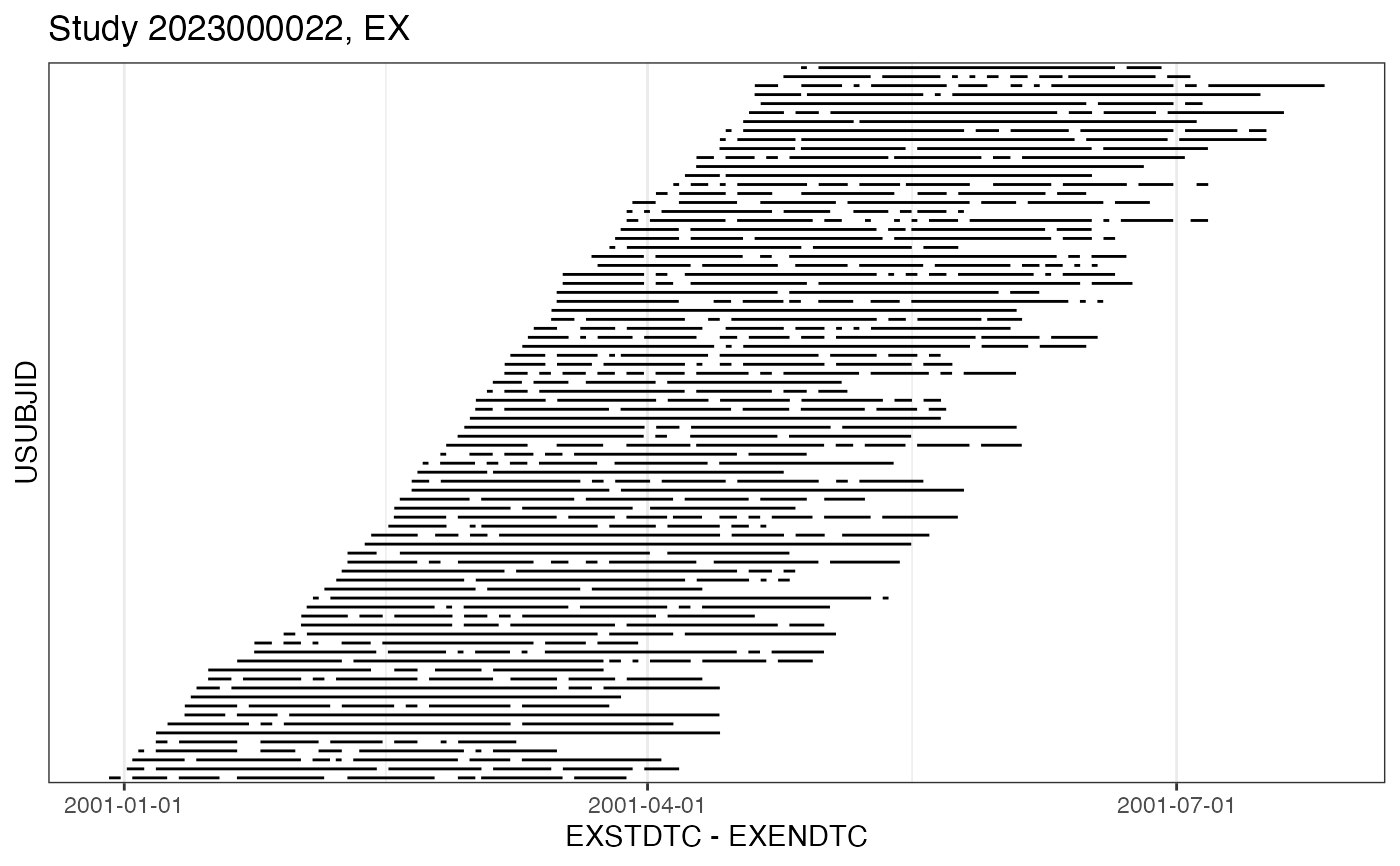 Study 2023000022, EX
USUBJID
2001-01-01
2001-04-01
2001-07-01
EXSTDTC - EXENDTC